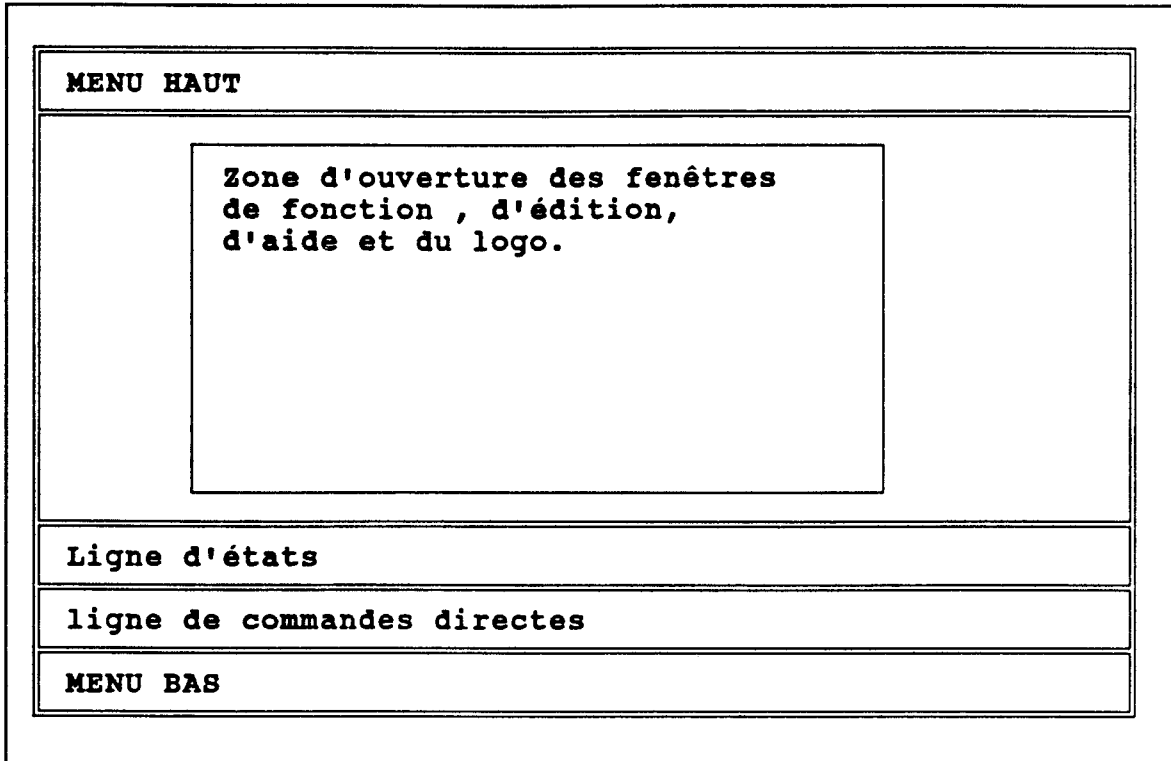 MENU HAUT
Zone d'ouverture des fenêtres
de fonction , d'édition,
d'aide et du logo.
Ligne d'états
ligne de commandes directes
MENU BAS